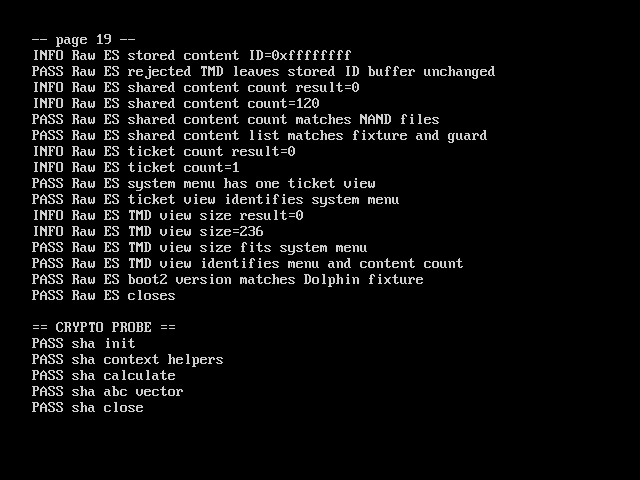 -- page 19 --
INFO Raw ES stored content ID=0xffffffff
PASS Raw ES rejected TMD leaves stored ID buffer unchanged
INFO Raw ES shared content count result=0
INFO Raw ES shared content count=120
PASS Raw ES shared content count matches NAND files
PASS Raw ES shared content list matches fixture and guard
INFO Raw ES ticket count result=0
INFO Raw ES ticket count=1
PASS Raw ES system menu has one ticket view
PASS Raw ES ticket view identifies system menu
INFO Raw ES TMD view size result=0
INFO Raw ES TMD view size=236
PASS Raw ES TMD view size fits system menu
PASS Raw ES TMD view identifies menu and content count
PASS Raw ES boot2 version matches Dolphin fixture
PASS Raw ES closes
== CRYPTO PROBE ==
PASS sha init
PASS sha context helpers
PASS sha calculate
PASS sha abc vector
PASS sha close